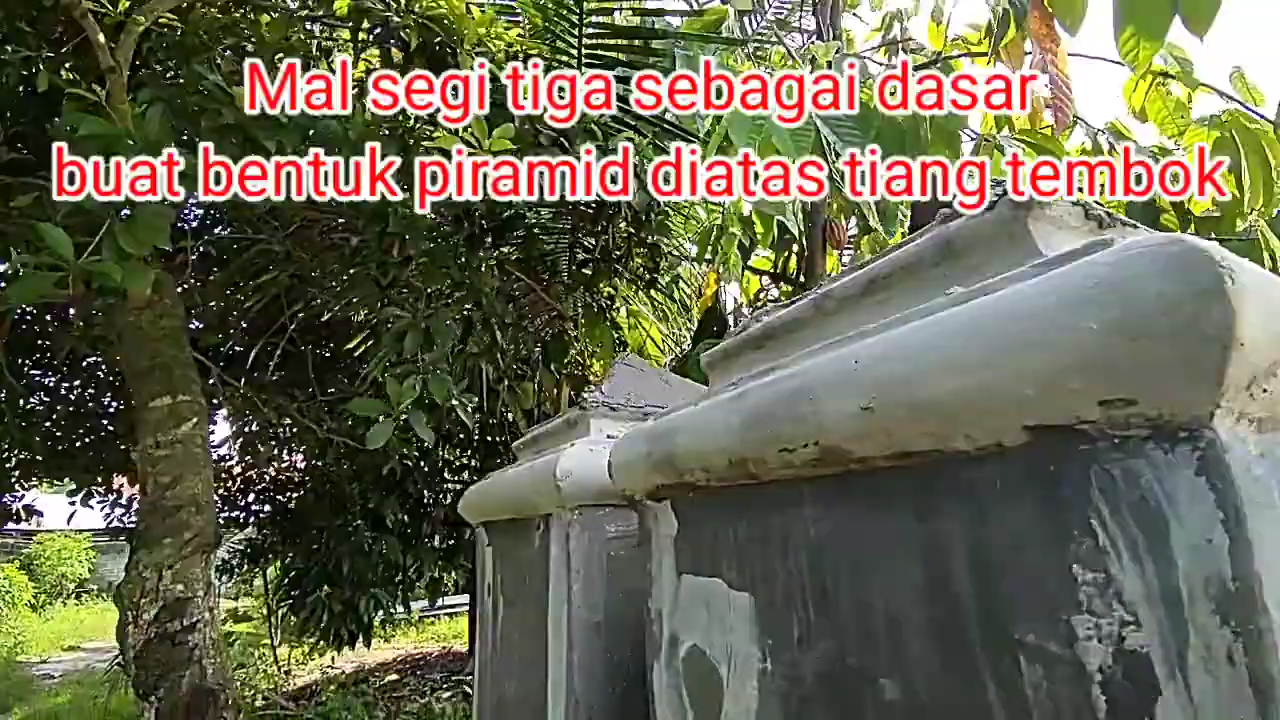 Mal segi tiga sebagai dasar
buat bentuk piramid diatas tiang tembok